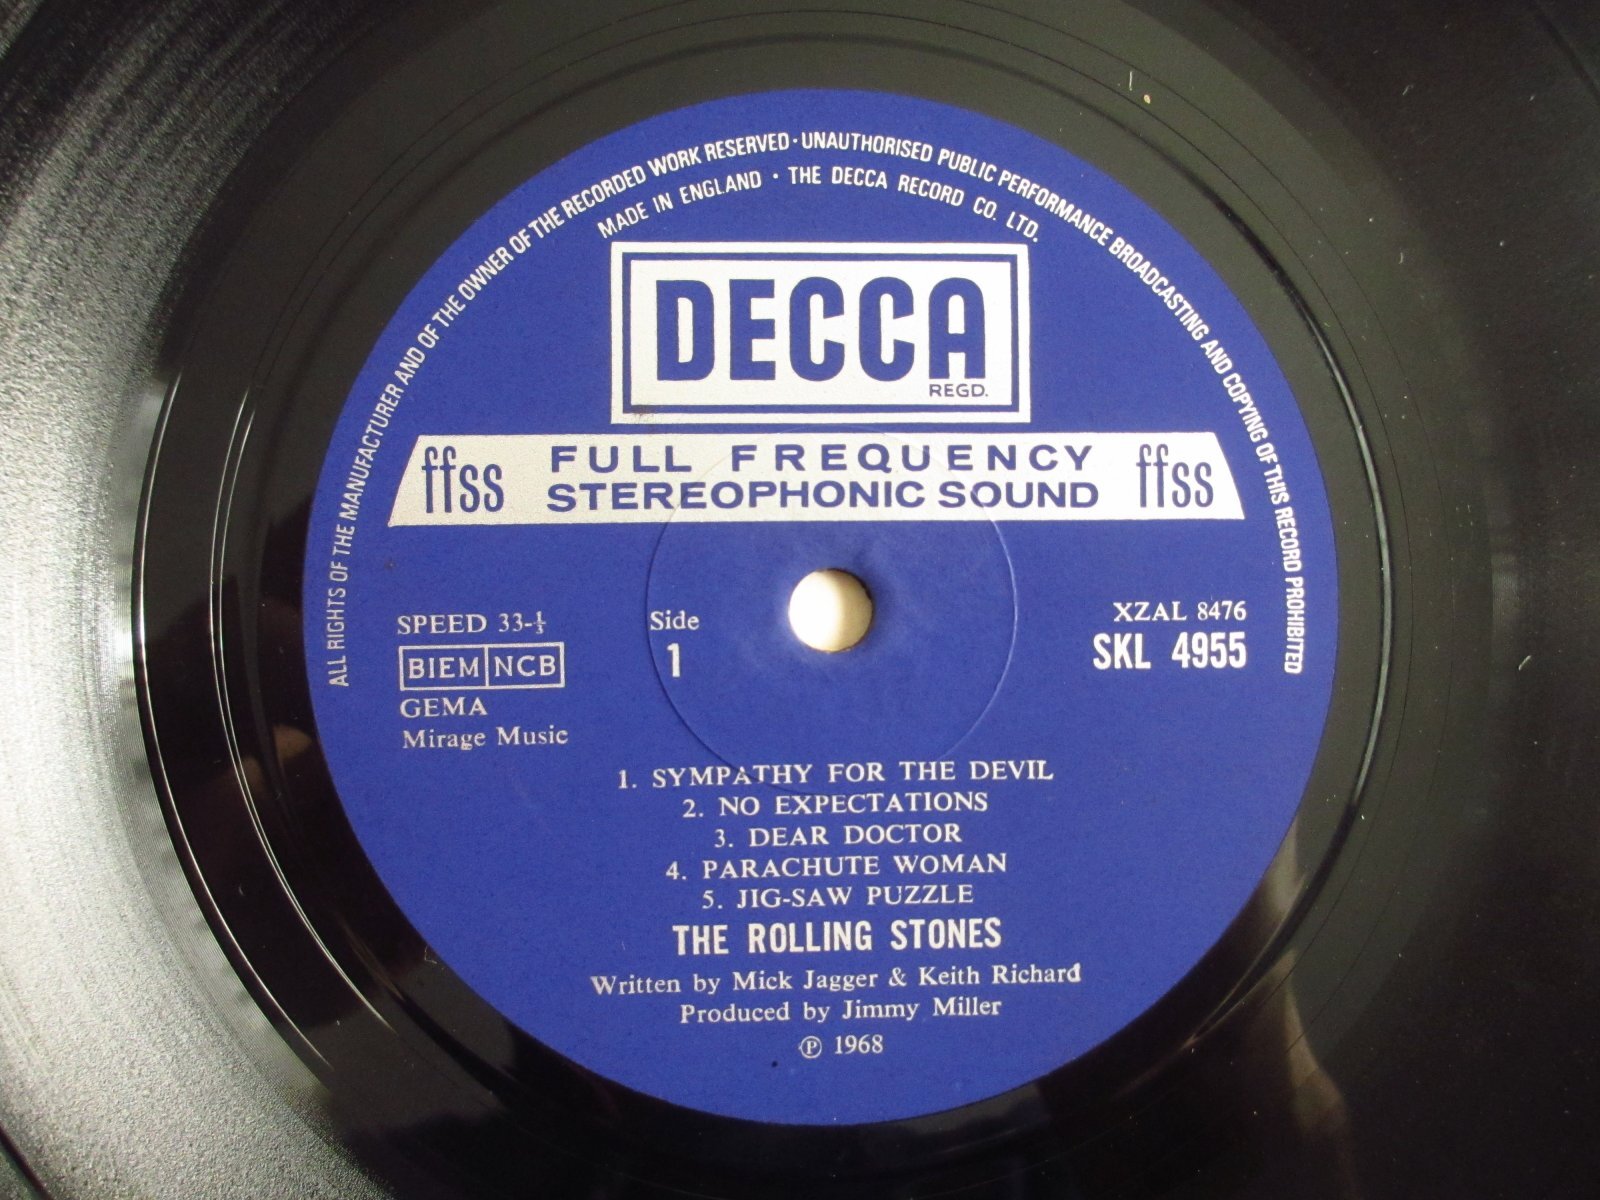 ALL RIGHTS OF THE MANUFACTURER AND OF THE OWNER OF THE RECORDED WORK RESERVED · UNAUTHORISED PUBLIC PERFORMANCE BROADCASTING AND COPYING OF THIS RECORD PROHIBITED
MADE IN ENGLAND · THE DECCA RECORD CO. LTD.
DECCA
REGD.
ffss FULL FREQUENCY ffss
STEREOPHONIC SOUND
SPEED 33-⅓
BIEM NCB
GEMA
Mirage Music
Side
1
XZAL 8476
SKL 4955
1. SYMPATHY FOR THE DEVIL
2. NO EXPECTATIONS
3. DEAR DOCTOR
4. PARACHUTE WOMAN
5. JIG-SAW PUZZLE
THE ROLLING STONES
Written by Mick Jagger & Keith Richard
Produced by Jimmy Miller
℗ 1968